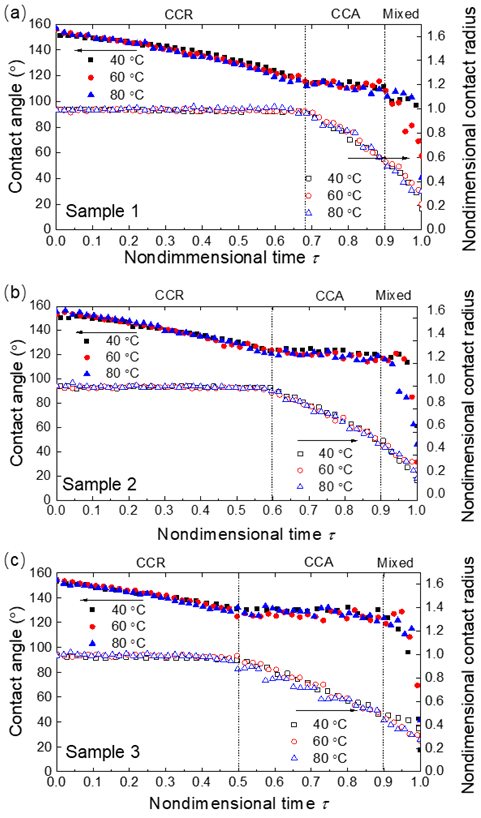 (a)
CCR CCA Mixed
160 140 120 100 80 60 40 20 0
Contact angle (°)
40 °C
60 °C
80 °C
1.6 1.4 1.2 1.0 0.8 0.6 0.4 0.2 0.0
Nondimensional contact radius
40 °C
60 °C
80 °C
Sample 1
0.0 0.1 0.2 0.3 0.4 0.5 0.6 0.7 0.8 0.9 1.0
Nondimmensional time τ
(b)
CCR CCA Mixed
160 140 120 100 80 60 40 20 0
Contact angle (°)
40 °C
60 °C
80 °C
1.6 1.4 1.2 1.0 0.8 0.6 0.4 0.2 0.0
Nondimensional contact radius
40 °C
60 °C
80 °C
Sample 2
0.0 0.1 0.2 0.3 0.4 0.5 0.6 0.7 0.8 0.9 1.0
Nondimensional time τ
(c)
CCR CCA Mixed
160 140 120 100 80 60 40 20 0
Contact angle (°)
40 °C
60 °C
80 °C
1.6 1.4 1.2 1.0 0.8 0.6 0.4 0.2 0.0
Nondimensional contact radius
40 °C
60 °C
80 °C
Sample 3
0.0 0.1 0.2 0.3 0.4 0.5 0.6 0.7 0.8 0.9 1.0
Nondimensional time τ